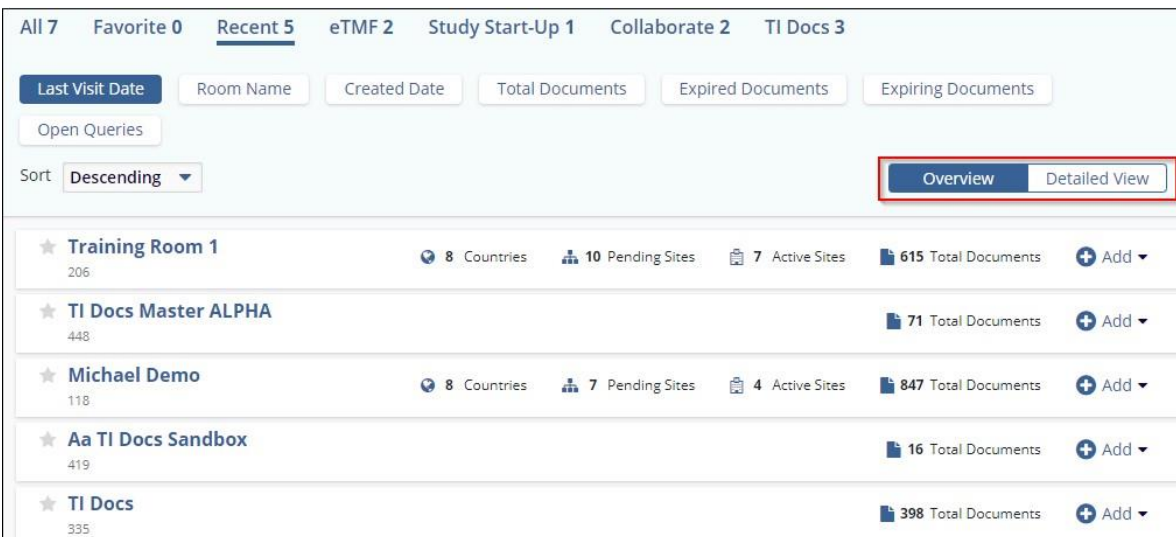 All 7 Favorite 0 Recent 5 eTMF 2 Study Start-Up 1 Collaborate 2 TI Docs 3
Last Visit Date Room Name Created Date Total Documents Expired Documents Expiring Documents
Open Queries
Sort Descending Overview Detailed View
Training Room 1 8 Countries 10 Pending Sites 7 Active Sites 615 Total Documents Add
206
TI Docs Master ALPHA 71 Total Documents Add
448
Michael Demo 8 Countries 7 Pending Sites 4 Active Sites 847 Total Documents Add
118
Aa TI Docs Sandbox 16 Total Documents Add
419
TI Docs 398 Total Documents Add
335